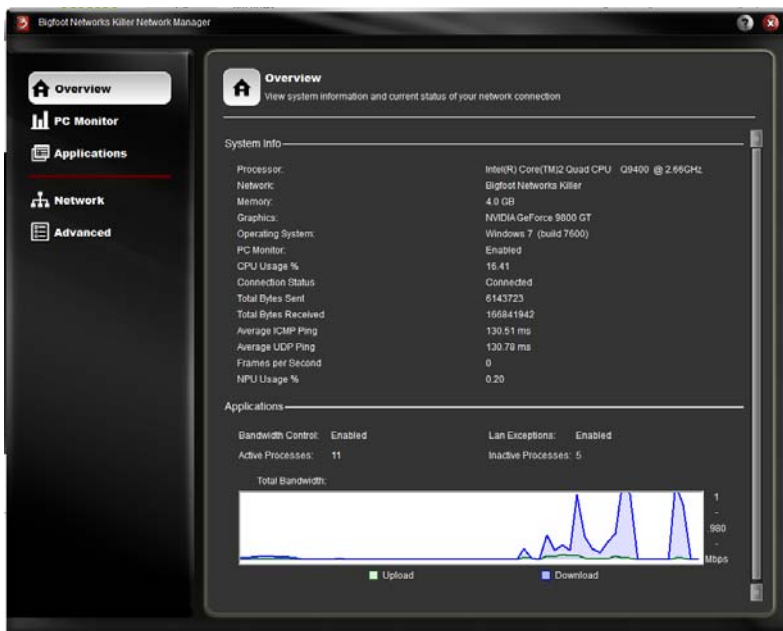 Bigfoot Networks Killer Network Manager
Overview
PC Monitor
Applications
Network
Advanced
Overview
View system information and current status of your network connection
System Info
Processor: Intel(R) Core(TM)2 Quad CPU Q9400 @ 2.66GHz
Network: Bigfoot Networks Killer
Memory: 4.0 GB
Graphics: NVIDIA GeForce 9800 GT
Operating System: Windows 7 (build 7600)
PC Monitor: Enabled
CPU Usage % 16.41
Connection Status Connected
Total Bytes Sent 6143723
Total Bytes Received 166841942
Average ICMP Ping 130.51 ms
Average UDP Ping 130.78 ms
Frames per Second 0
NPU Usage % 0.20
Applications
Bandwidth Control: Enabled Lan Exceptions: Enabled
Active Processes: 11 Inactive Processes: 5
Total Bandwidth:
1
-
.980
-
Mbps
Upload Download